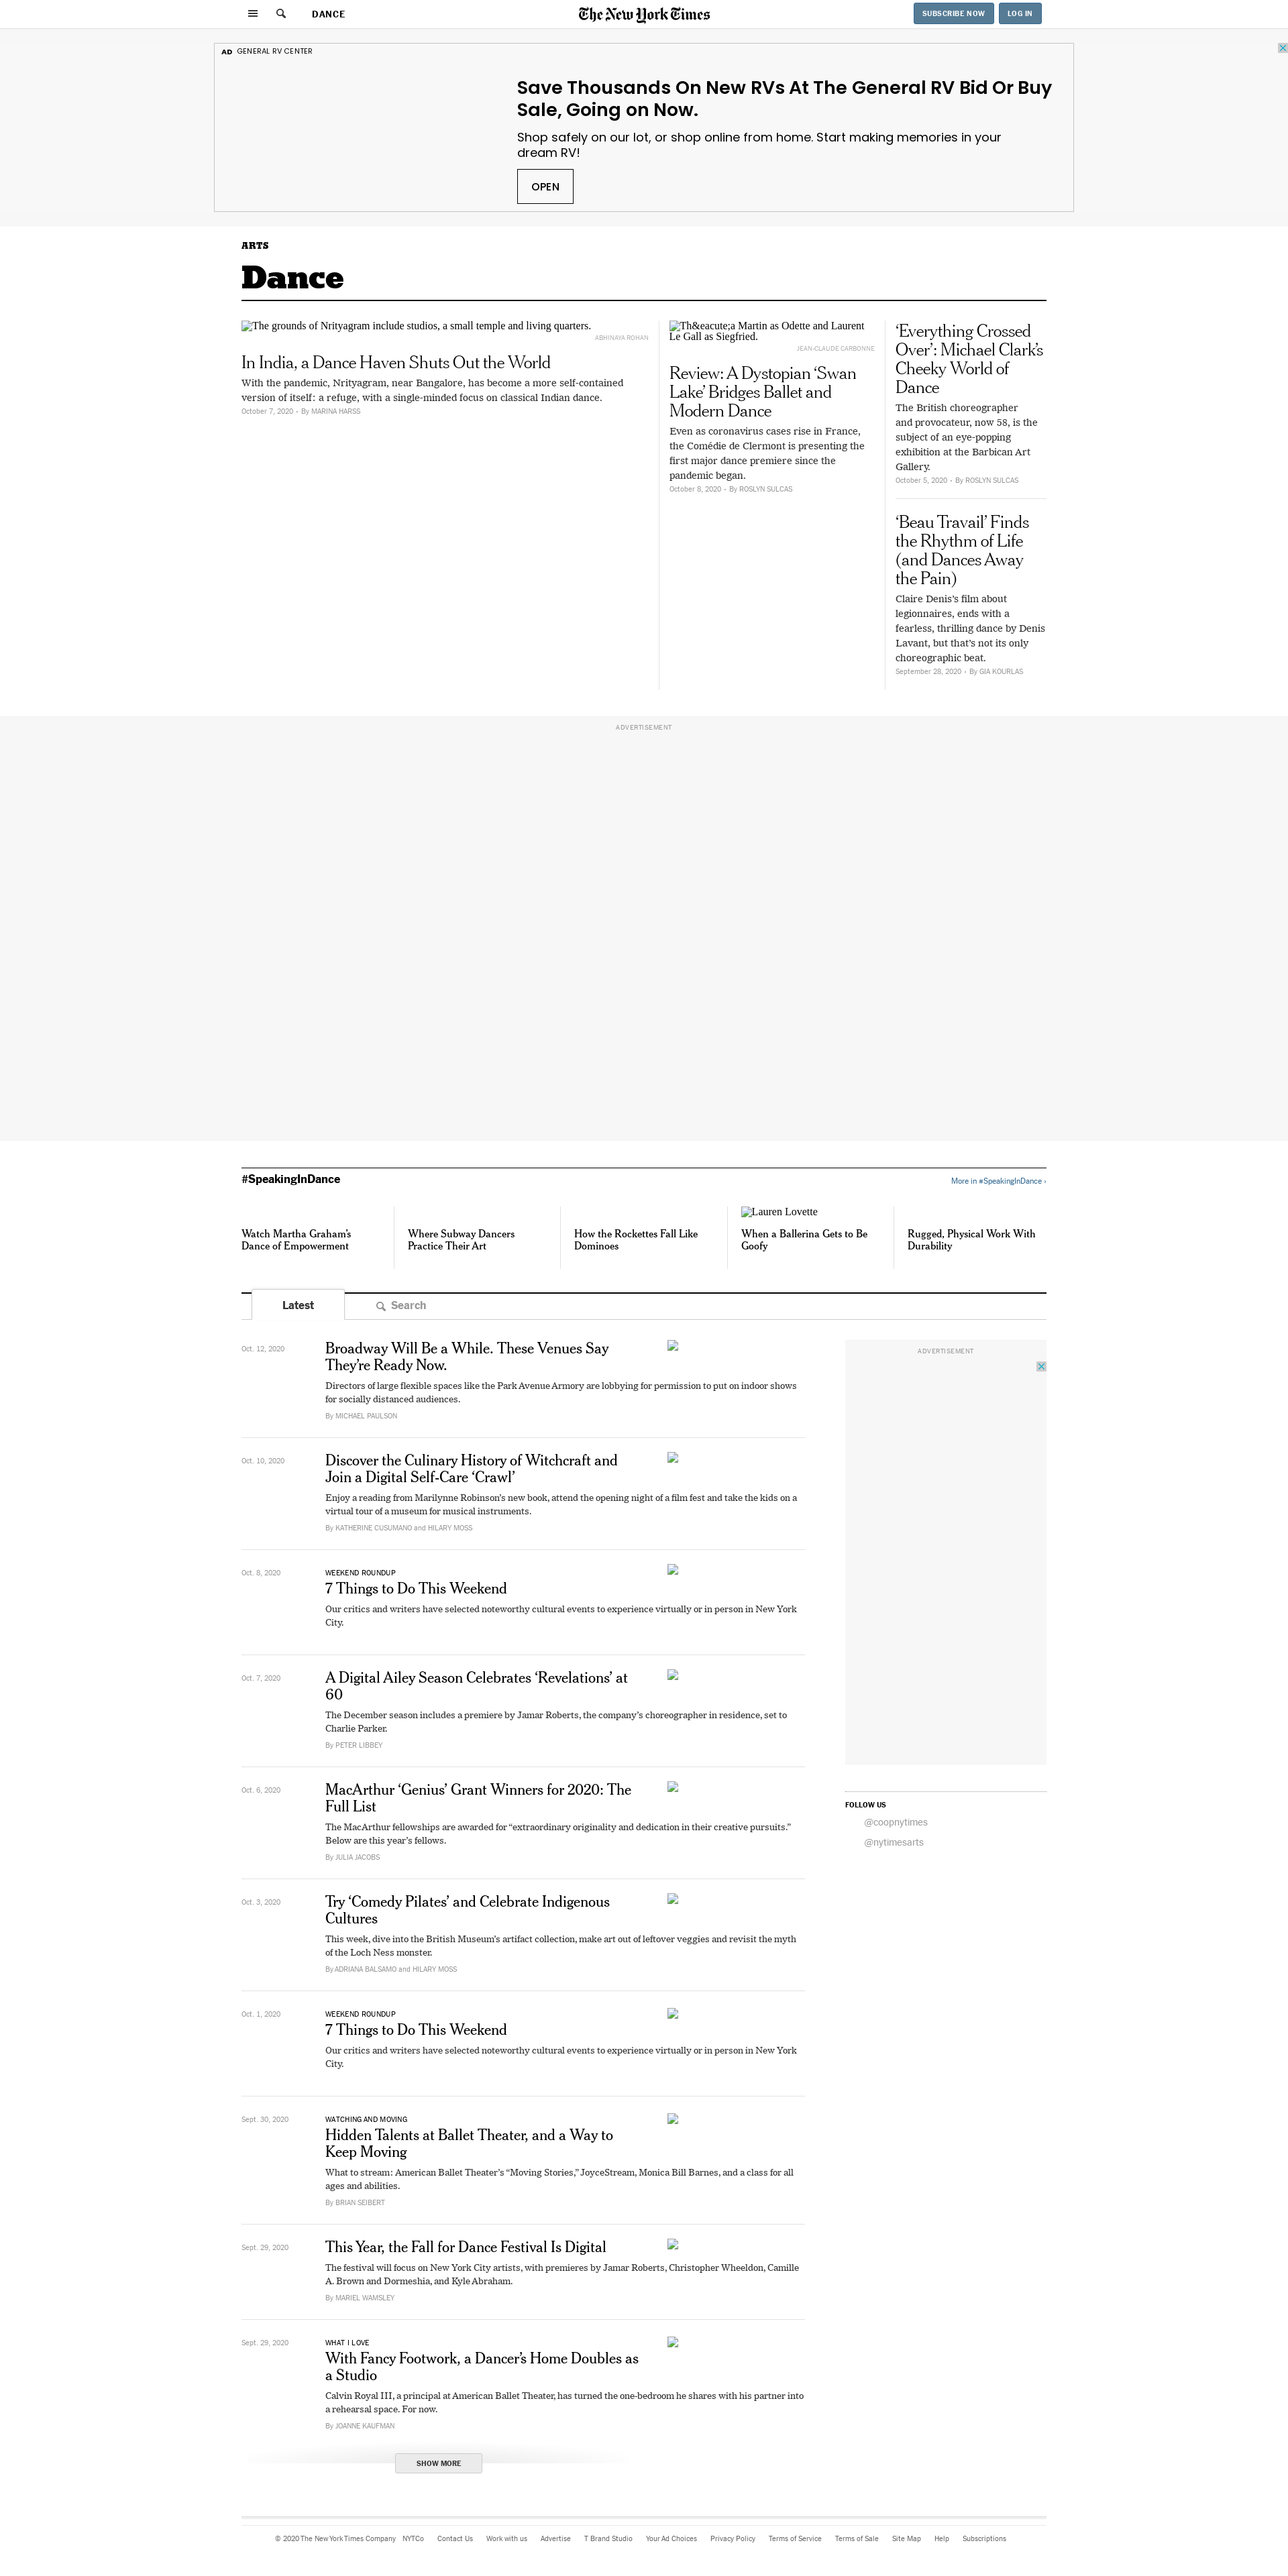 DANCE
The New York Times
SUBSCRIBE NOW
LOG IN
AD GENERAL RV CENTER
Save Thousands On New RVs At The General RV Bid Or Buy
Sale, Going on Now.
Shop safely on our lot, or shop online from home. Start making memories in your
dream RV!
OPEN
ARTS
Dance
The grounds of Nrityagram include studios, a small temple and living quarters.
ABHINAYA ROHAN
In India, a Dance Haven Shuts Out the World
With the pandemic, Nrityagram, near Bangalore, has become a more self-contained
version of itself: a refuge, with a single-minded focus on classical Indian dance.
October 7, 2020 • By MARINA HARSS
Th&eacute;a Martin as Odette and Laurent
Le Gall as Siegfried.
JEAN-CLAUDE CARBONNE
Review: A Dystopian ‘Swan
Lake’ Bridges Ballet and
Modern Dance
Even as coronavirus cases rise in France,
the Comédie de Clermont is presenting the
first major dance premiere since the
pandemic began.
October 8, 2020 • By ROSLYN SULCAS
‘Everything Crossed
Over’: Michael Clark’s
Cheeky World of
Dance
The British choreographer
and provocateur, now 58, is the
subject of an eye-popping
exhibition at the Barbican Art
Gallery.
October 5, 2020 • By ROSLYN SULCAS
‘Beau Travail’ Finds
the Rhythm of Life
(and Dances Away
the Pain)
Claire Denis’s film about
legionnaires, ends with a
fearless, thrilling dance by Denis
Lavant, but that’s not its only
choreographic beat.
September 28, 2020 • By GIA KOURLAS
ADVERTISEMENT
#SpeakingInDance
More in #SpeakingInDance ›
Watch Martha Graham’s
Dance of Empowerment
Where Subway Dancers
Practice Their Art
How the Rockettes Fall Like
Dominoes
Lauren Lovette
When a Ballerina Gets to Be
Goofy
Rugged, Physical Work With
Durability
Latest
Search
Oct. 12, 2020
Broadway Will Be a While. These Venues Say
They’re Ready Now.
Directors of large flexible spaces like the Park Avenue Armory are lobbying for permission to put on indoor shows
for socially distanced audiences.
By MICHAEL PAULSON
Oct. 10, 2020
Discover the Culinary History of Witchcraft and
Join a Digital Self-Care ‘Crawl’
Enjoy a reading from Marilynne Robinson’s new book, attend the opening night of a film fest and take the kids on a
virtual tour of a museum for musical instruments.
By KATHERINE CUSUMANO and HILARY MOSS
Oct. 8, 2020
WEEKEND ROUNDUP
7 Things to Do This Weekend
Our critics and writers have selected noteworthy cultural events to experience virtually or in person in New York
City.
Oct. 7, 2020
A Digital Ailey Season Celebrates ‘Revelations’ at
60
The December season includes a premiere by Jamar Roberts, the company’s choreographer in residence, set to
Charlie Parker.
By PETER LIBBEY
Oct. 6, 2020
MacArthur ‘Genius’ Grant Winners for 2020: The
Full List
The MacArthur fellowships are awarded for “extraordinary originality and dedication in their creative pursuits.”
Below are this year’s fellows.
By JULIA JACOBS
Oct. 3, 2020
Try ‘Comedy Pilates’ and Celebrate Indigenous
Cultures
This week, dive into the British Museum’s artifact collection, make art out of leftover veggies and revisit the myth
of the Loch Ness monster.
By ADRIANA BALSAMO and HILARY MOSS
Oct. 1, 2020
WEEKEND ROUNDUP
7 Things to Do This Weekend
Our critics and writers have selected noteworthy cultural events to experience virtually or in person in New York
City.
Sept. 30, 2020
WATCHING AND MOVING
Hidden Talents at Ballet Theater, and a Way to
Keep Moving
What to stream: American Ballet Theater’s “Moving Stories,” JoyceStream, Monica Bill Barnes, and a class for all
ages and abilities.
By BRIAN SEIBERT
Sept. 29, 2020
This Year, the Fall for Dance Festival Is Digital
The festival will focus on New York City artists, with premieres by Jamar Roberts, Christopher Wheeldon, Camille
A. Brown and Dormeshia, and Kyle Abraham.
By MARIEL WAMSLEY
Sept. 29, 2020
WHAT I LOVE
With Fancy Footwork, a Dancer’s Home Doubles as
a Studio
Calvin Royal III, a principal at American Ballet Theater, has turned the one-bedroom he shares with his partner into
a rehearsal space. For now.
By JOANNE KAUFMAN
SHOW MORE
ADVERTISEMENT
FOLLOW US
@coopnytimes
@nytimesarts
© 2020 The New York Times Company NYTCo Contact Us Work with us Advertise T Brand Studio Your Ad Choices Privacy Policy Terms of Service Terms of Sale Site Map Help Subscriptions